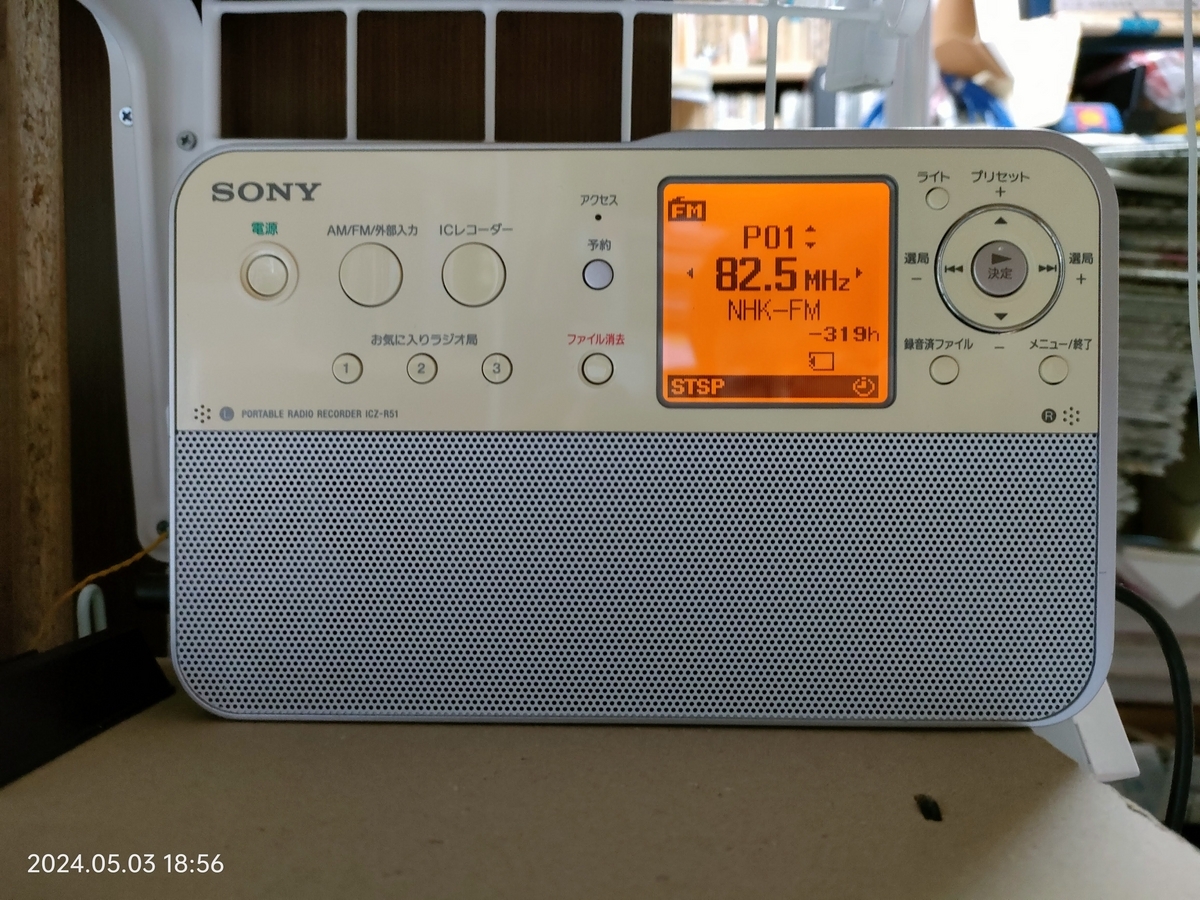 SONY
電源
AM/FM/外部入力
ICレコーダー
アクセス
予約
お気に入りラジオ局
1
2
3
ファイル消去
L PORTABLE RADIO RECORDER ICZ-R51
FM
P01
82.5 MHz
NHK-FM
-319h
STSP
ライト
プリセット
+
選局
-
決定
選局
+
録音済ファイル
-
メニュー/終了
R
2024.05.03 18:56